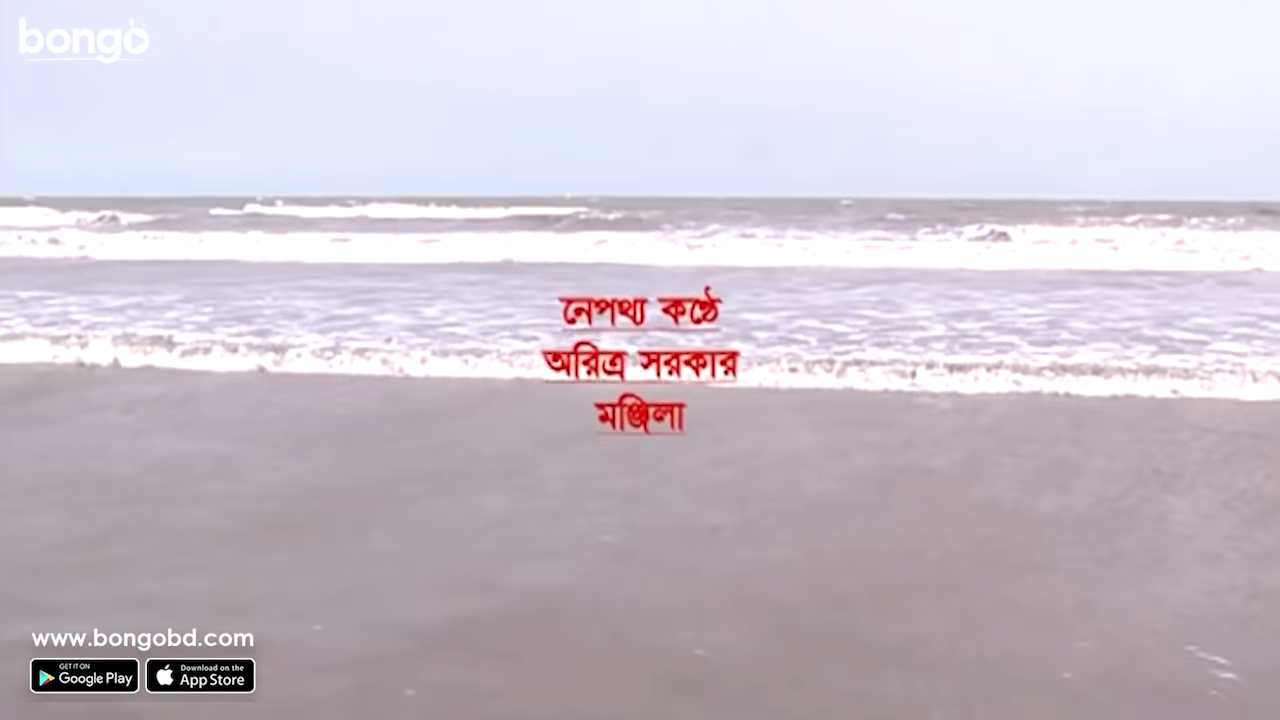 bongo
নেপথ্য কণ্ঠে
অরিত্র সরকার
মঞ্জিলা
www.bongobd.com
GET IT ON
Google Play
Download on the
App Store